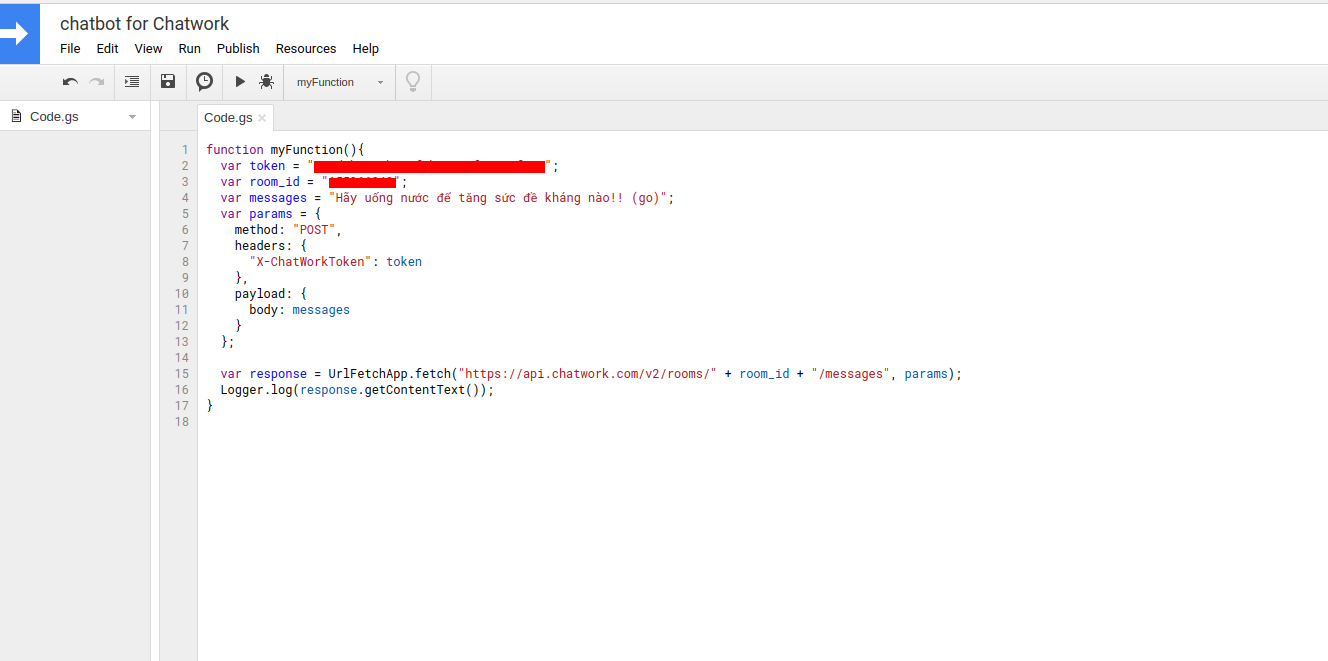 chatbot for Chatwork
File Edit View Run Publish Resources Help
myFunction
Code.gs
Code.gs ×
1 function myFunction(){
2 var token = "";
3 var room_id = "";
4 var messages = "Hãy uống nước để tăng sức đề kháng nào!! (go)";
5 var params = {
6 method: "POST",
7 headers: {
8 "X-ChatWorkToken": token
9 },
10 payload: {
11 body: messages
12 }
13 };
14
15 var response = UrlFetchApp.fetch("https://api.chatwork.com/v2/rooms/" + room_id + "/messages", params);
16 Logger.log(response.getContentText());
17 }
18